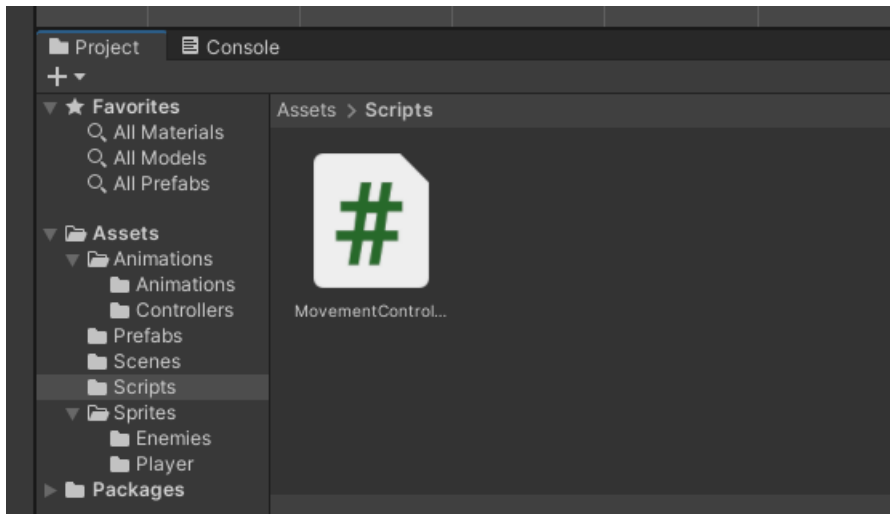 Project
Console
Favorites
All Materials
All Models
All Prefabs
Assets
Animations
Animations
Controllers
Prefabs
Scenes
Scripts
Sprites
Enemies
Player
Packages
Assets > Scripts
#
MovementControl...